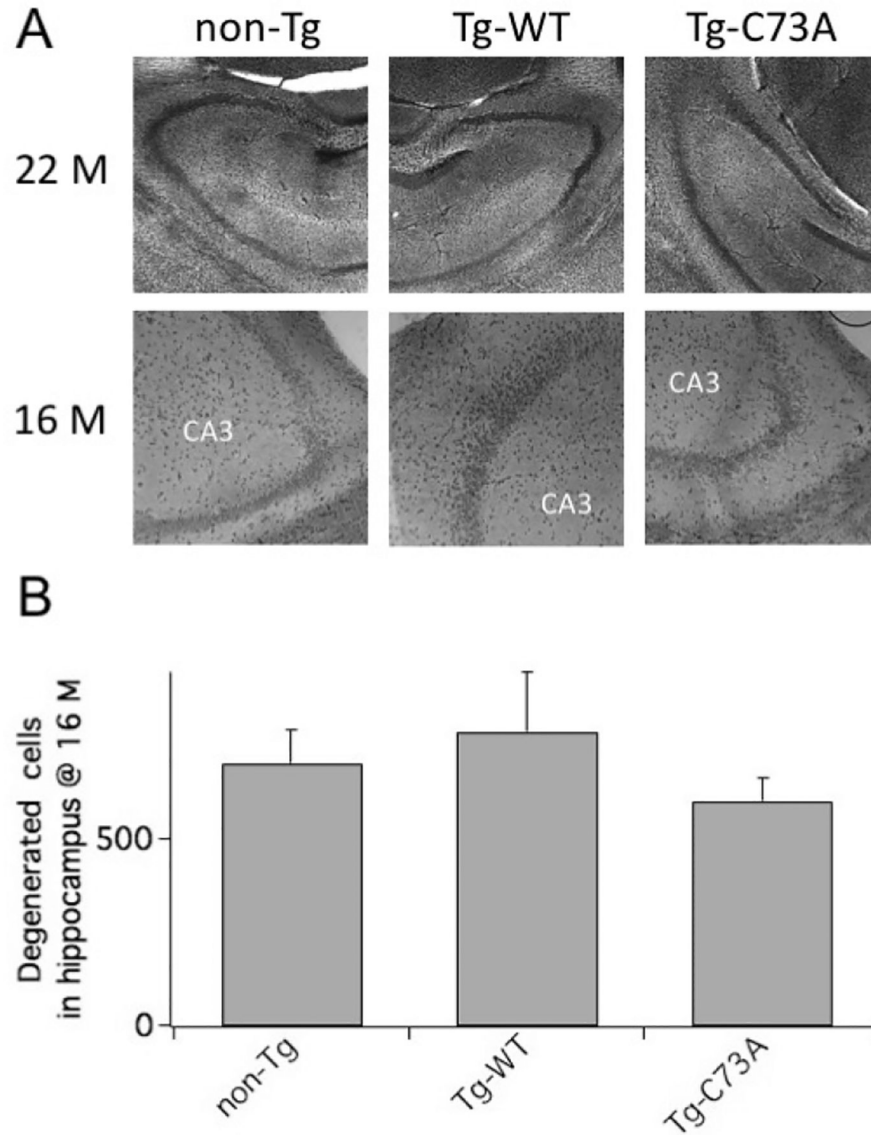 A
non-Tg Tg-WT Tg-C73A
22 M
16 M
CA3 CA3 CA3
B
Degenerated cells
in hippocampus @ 16 M
500
0
non-Tg Tg-WT Tg-C73A